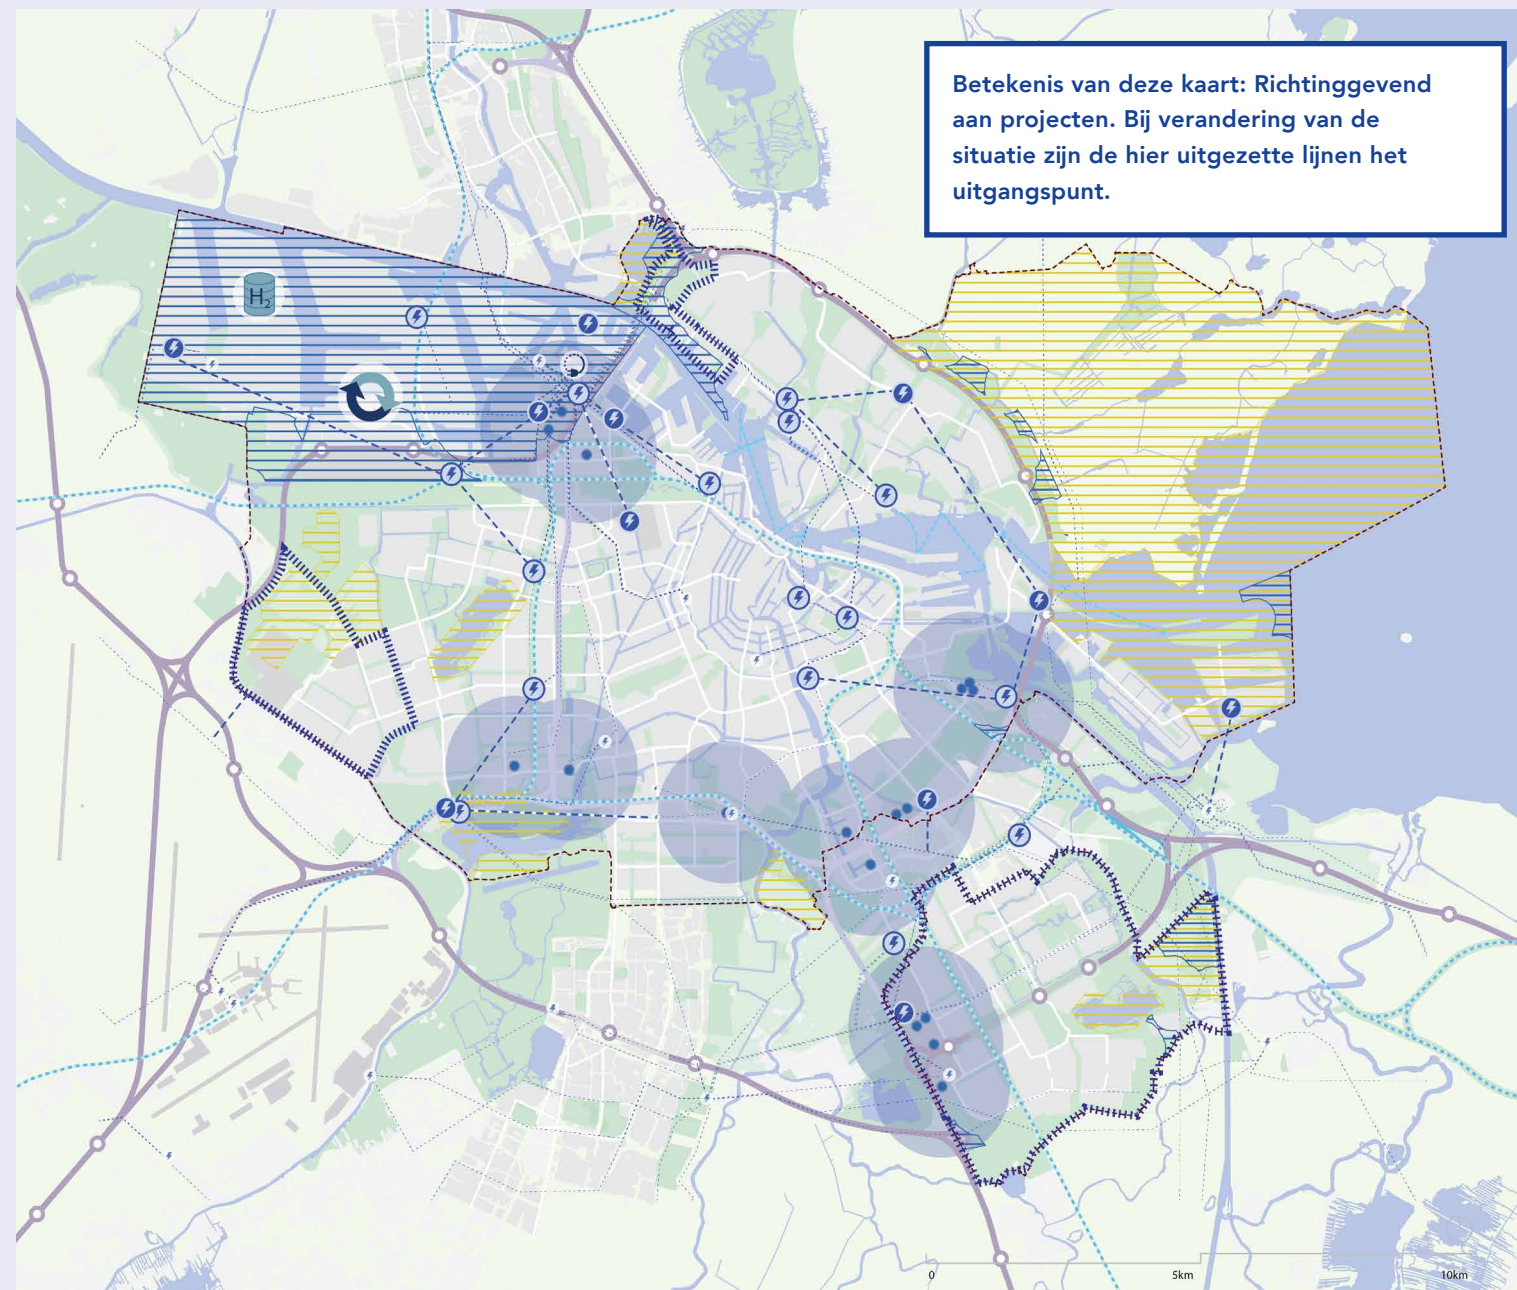 Betekenis van deze kaart: Richtinggevend
aan projecten. Bij verandering van de
situatie zijn de hier uitgezette lijnen het
uitgangspunt.
H₂
0
5km
10km